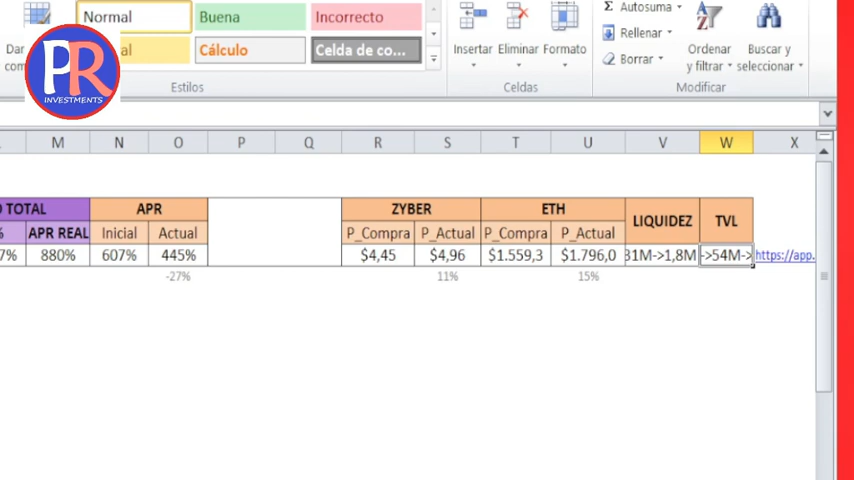 Normal
Buena
Incorrecto
Autosuma
Dar
Cálculo
Celda de co...
Insertar
Eliminar
Formato
Rellenar
Borrar
Ordenar
y filtrar
Buscar y
seleccionar
Estilos
Celdas
Modificar
PR
INVESTMENTS
M
N
O
P
Q
R
S
T
U
V
W
X
TOTAL
APR
ZYBER
ETH
LIQUIDEZ
TVL
%
APR REAL
Inicial
Actual
P_Compra
P_Actual
P_Compra
P_Actual
7%
880%
607%
445%
$4,45
$4,96
$1.559,3
$1.796,0
31M->1,8M
->54M->
https://app.
-27%
11%
15%